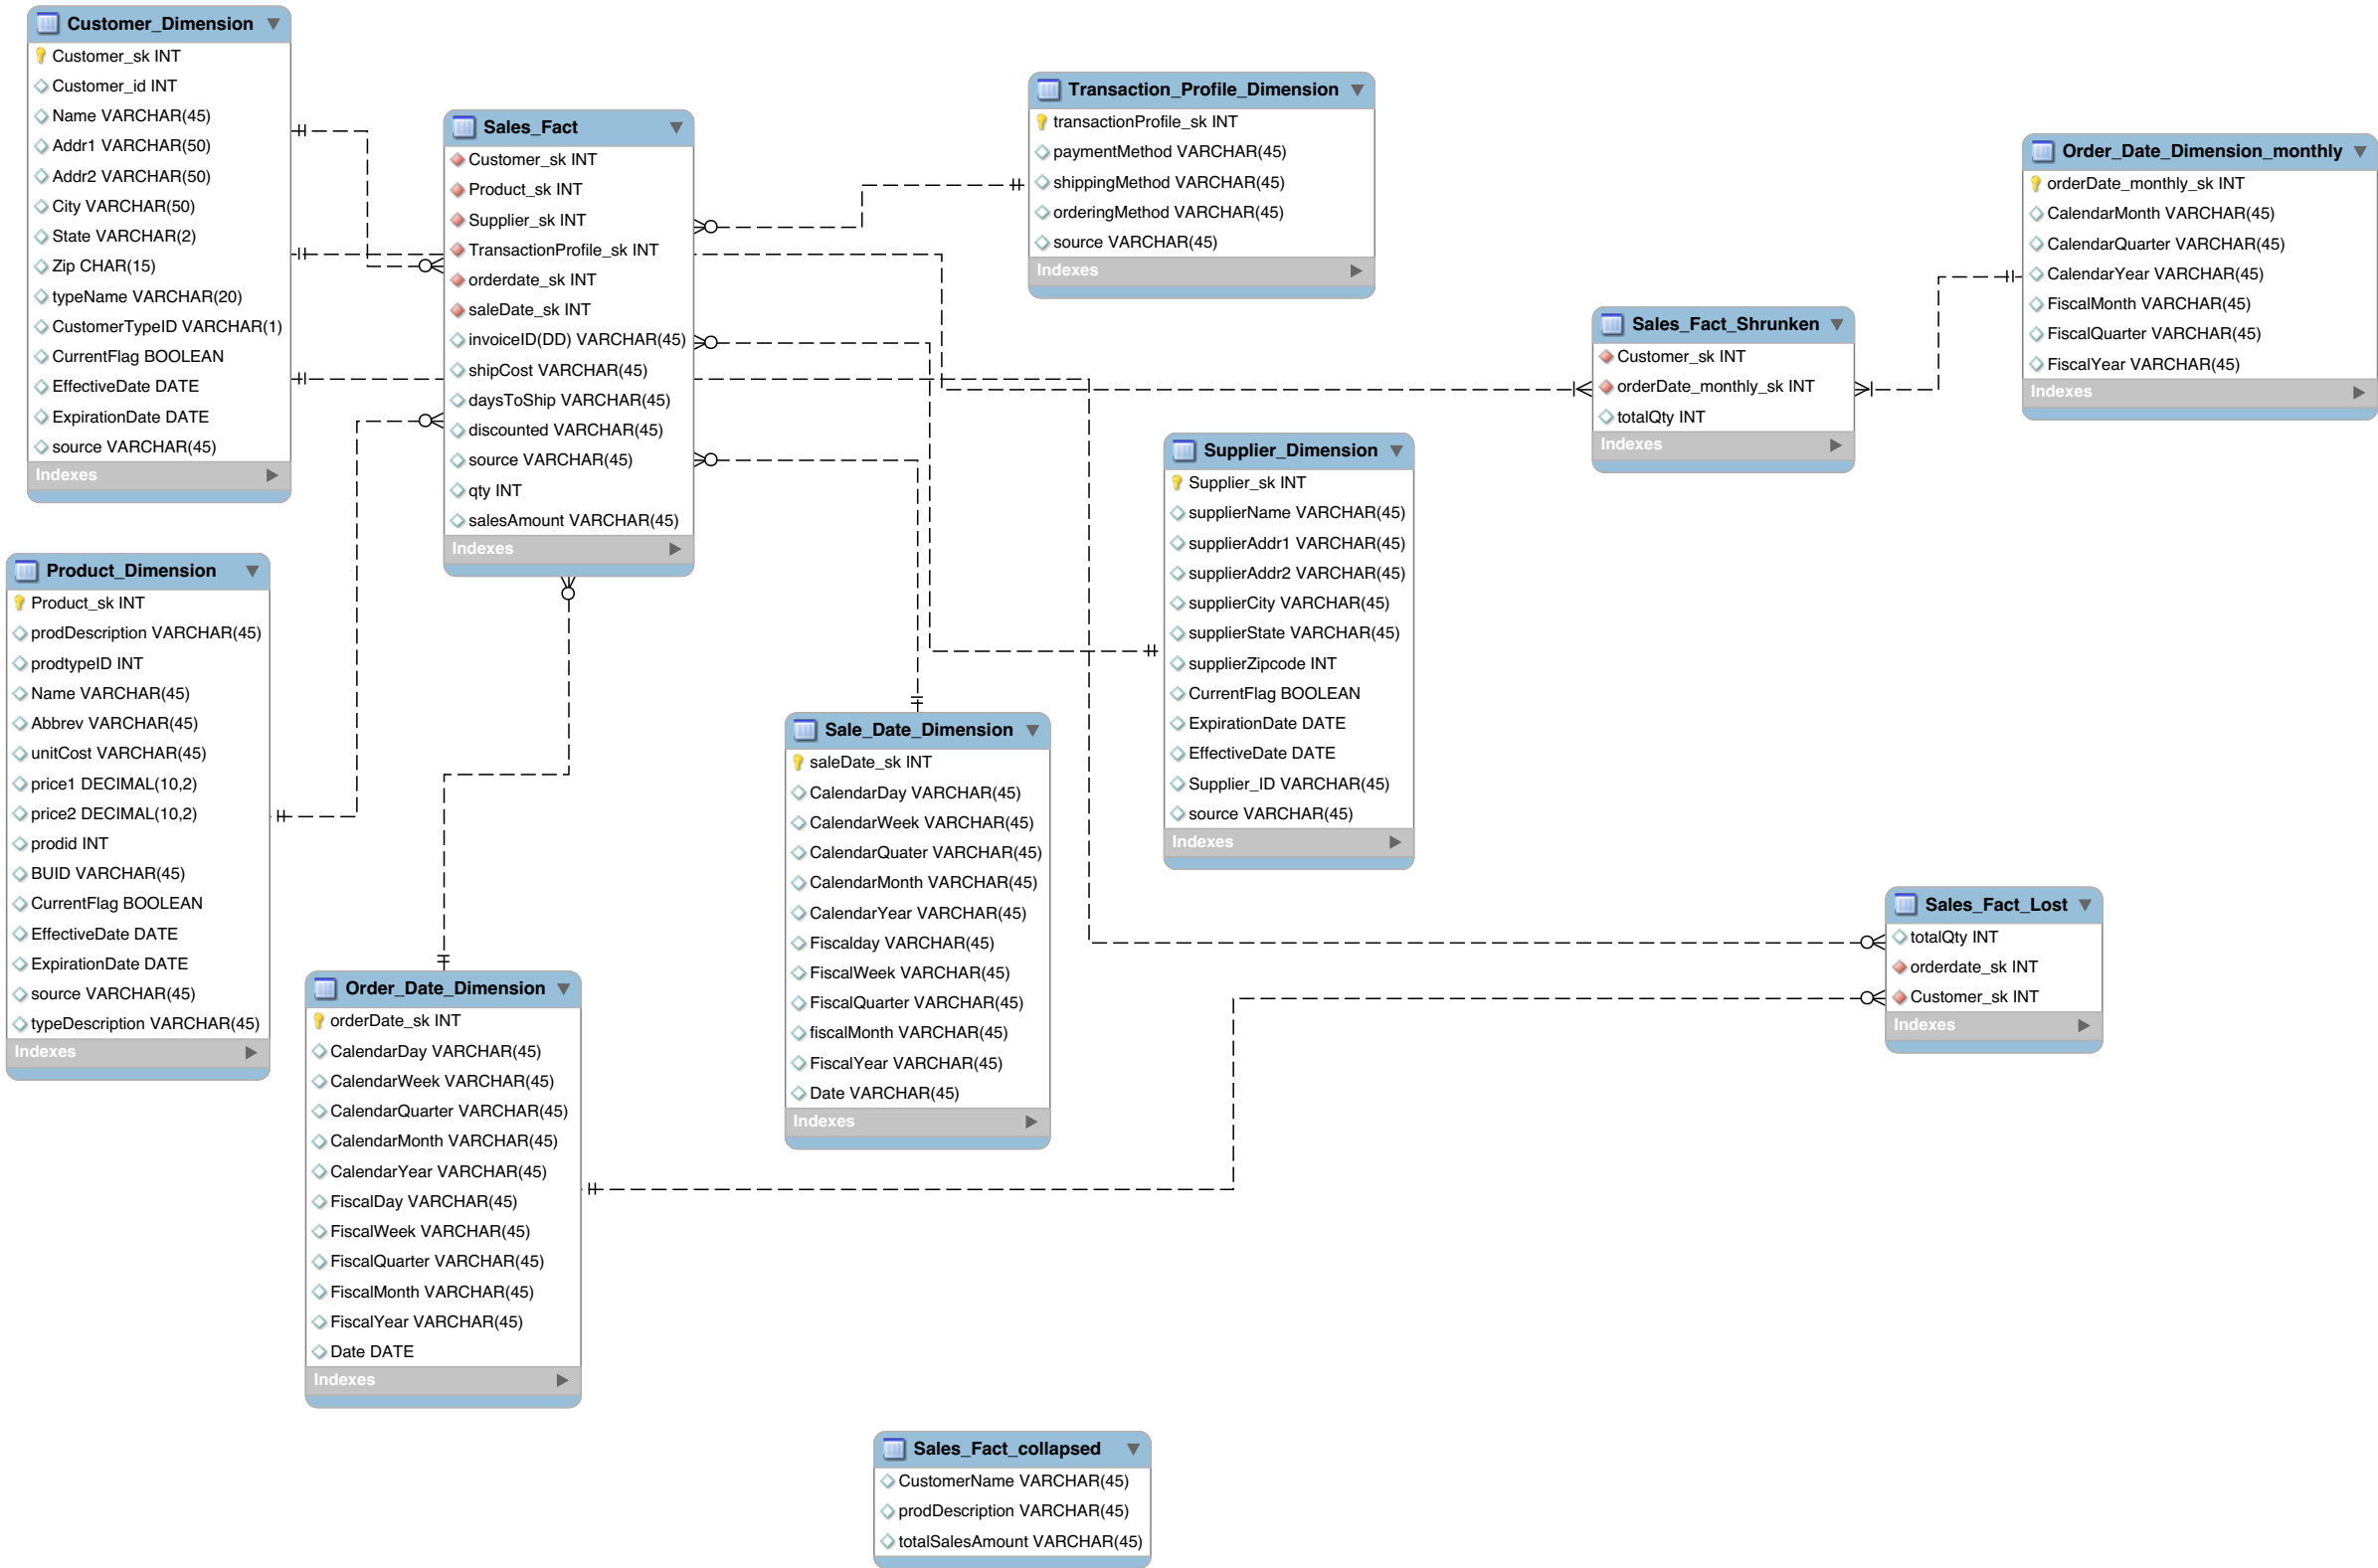 Customer_Dimension
Customer_sk INT
Customer_id INT
Name VARCHAR(45)
Addr1 VARCHAR(50)
Addr2 VARCHAR(50)
City VARCHAR(50)
State VARCHAR(2)
Zip CHAR(15)
typeName VARCHAR(20)
CustomerTypeID VARCHAR(1)
CurrentFlag BOOLEAN
EffectiveDate DATE
ExpirationDate DATE
source VARCHAR(45)
Indexes
Sales_Fact
Customer_sk INT
Product_sk INT
Supplier_sk INT
TransactionProfile_sk INT
orderdate_sk INT
saleDate_sk INT
invoiceID(DD) VARCHAR(45)
shipCost VARCHAR(45)
daysToShip VARCHAR(45)
discounted VARCHAR(45)
source VARCHAR(45)
qty INT
salesAmount VARCHAR(45)
Indexes
Transaction_Profile_Dimension
transactionProfile_sk INT
paymentMethod VARCHAR(45)
shippingMethod VARCHAR(45)
orderingMethod VARCHAR(45)
source VARCHAR(45)
Indexes
Order_Date_Dimension_monthly
orderDate_monthly_sk INT
CalendarMonth VARCHAR(45)
CalendarQuarter VARCHAR(45)
CalendarYear VARCHAR(45)
FiscalMonth VARCHAR(45)
FiscalQuarter VARCHAR(45)
FiscalYear VARCHAR(45)
Indexes
Sales_Fact_Shrunken
Customer_sk INT
orderDate_monthly_sk INT
totalQty INT
Indexes
Supplier_Dimension
Supplier_sk INT
supplierName VARCHAR(45)
supplierAddr1 VARCHAR(45)
supplierAddr2 VARCHAR(45)
supplierCity VARCHAR(45)
supplierState VARCHAR(45)
supplierZipcode INT
CurrentFlag BOOLEAN
ExpirationDate DATE
EffectiveDate DATE
Supplier_ID VARCHAR(45)
source VARCHAR(45)
Indexes
Product_Dimension
Product_sk INT
prodDescription VARCHAR(45)
prodtypeID INT
Name VARCHAR(45)
Abbrev VARCHAR(45)
unitCost VARCHAR(45)
price1 DECIMAL(10,2)
price2 DECIMAL(10,2)
prodid INT
BUID VARCHAR(45)
CurrentFlag BOOLEAN
EffectiveDate DATE
ExpirationDate DATE
source VARCHAR(45)
typeDescription VARCHAR(45)
Indexes
Sale_Date_Dimension
saleDate_sk INT
CalendarDay VARCHAR(45)
CalendarWeek VARCHAR(45)
CalendarQuater VARCHAR(45)
CalendarMonth VARCHAR(45)
CalendarYear VARCHAR(45)
Fiscalday VARCHAR(45)
FiscalWeek VARCHAR(45)
FiscalQuarter VARCHAR(45)
fiscalMonth VARCHAR(45)
FiscalYear VARCHAR(45)
Date VARCHAR(45)
Indexes
Sales_Fact_Lost
totalQty INT
orderdate_sk INT
Customer_sk INT
Indexes
Order_Date_Dimension
orderDate_sk INT
CalendarDay VARCHAR(45)
CalendarWeek VARCHAR(45)
CalendarQuarter VARCHAR(45)
CalendarMonth VARCHAR(45)
CalendarYear VARCHAR(45)
FiscalDay VARCHAR(45)
FiscalWeek VARCHAR(45)
FiscalQuarter VARCHAR(45)
FiscalMonth VARCHAR(45)
FiscalYear VARCHAR(45)
Date DATE
Indexes
Sales_Fact_collapsed
CustomerName VARCHAR(45)
prodDescription VARCHAR(45)
totalSalesAmount VARCHAR(45)